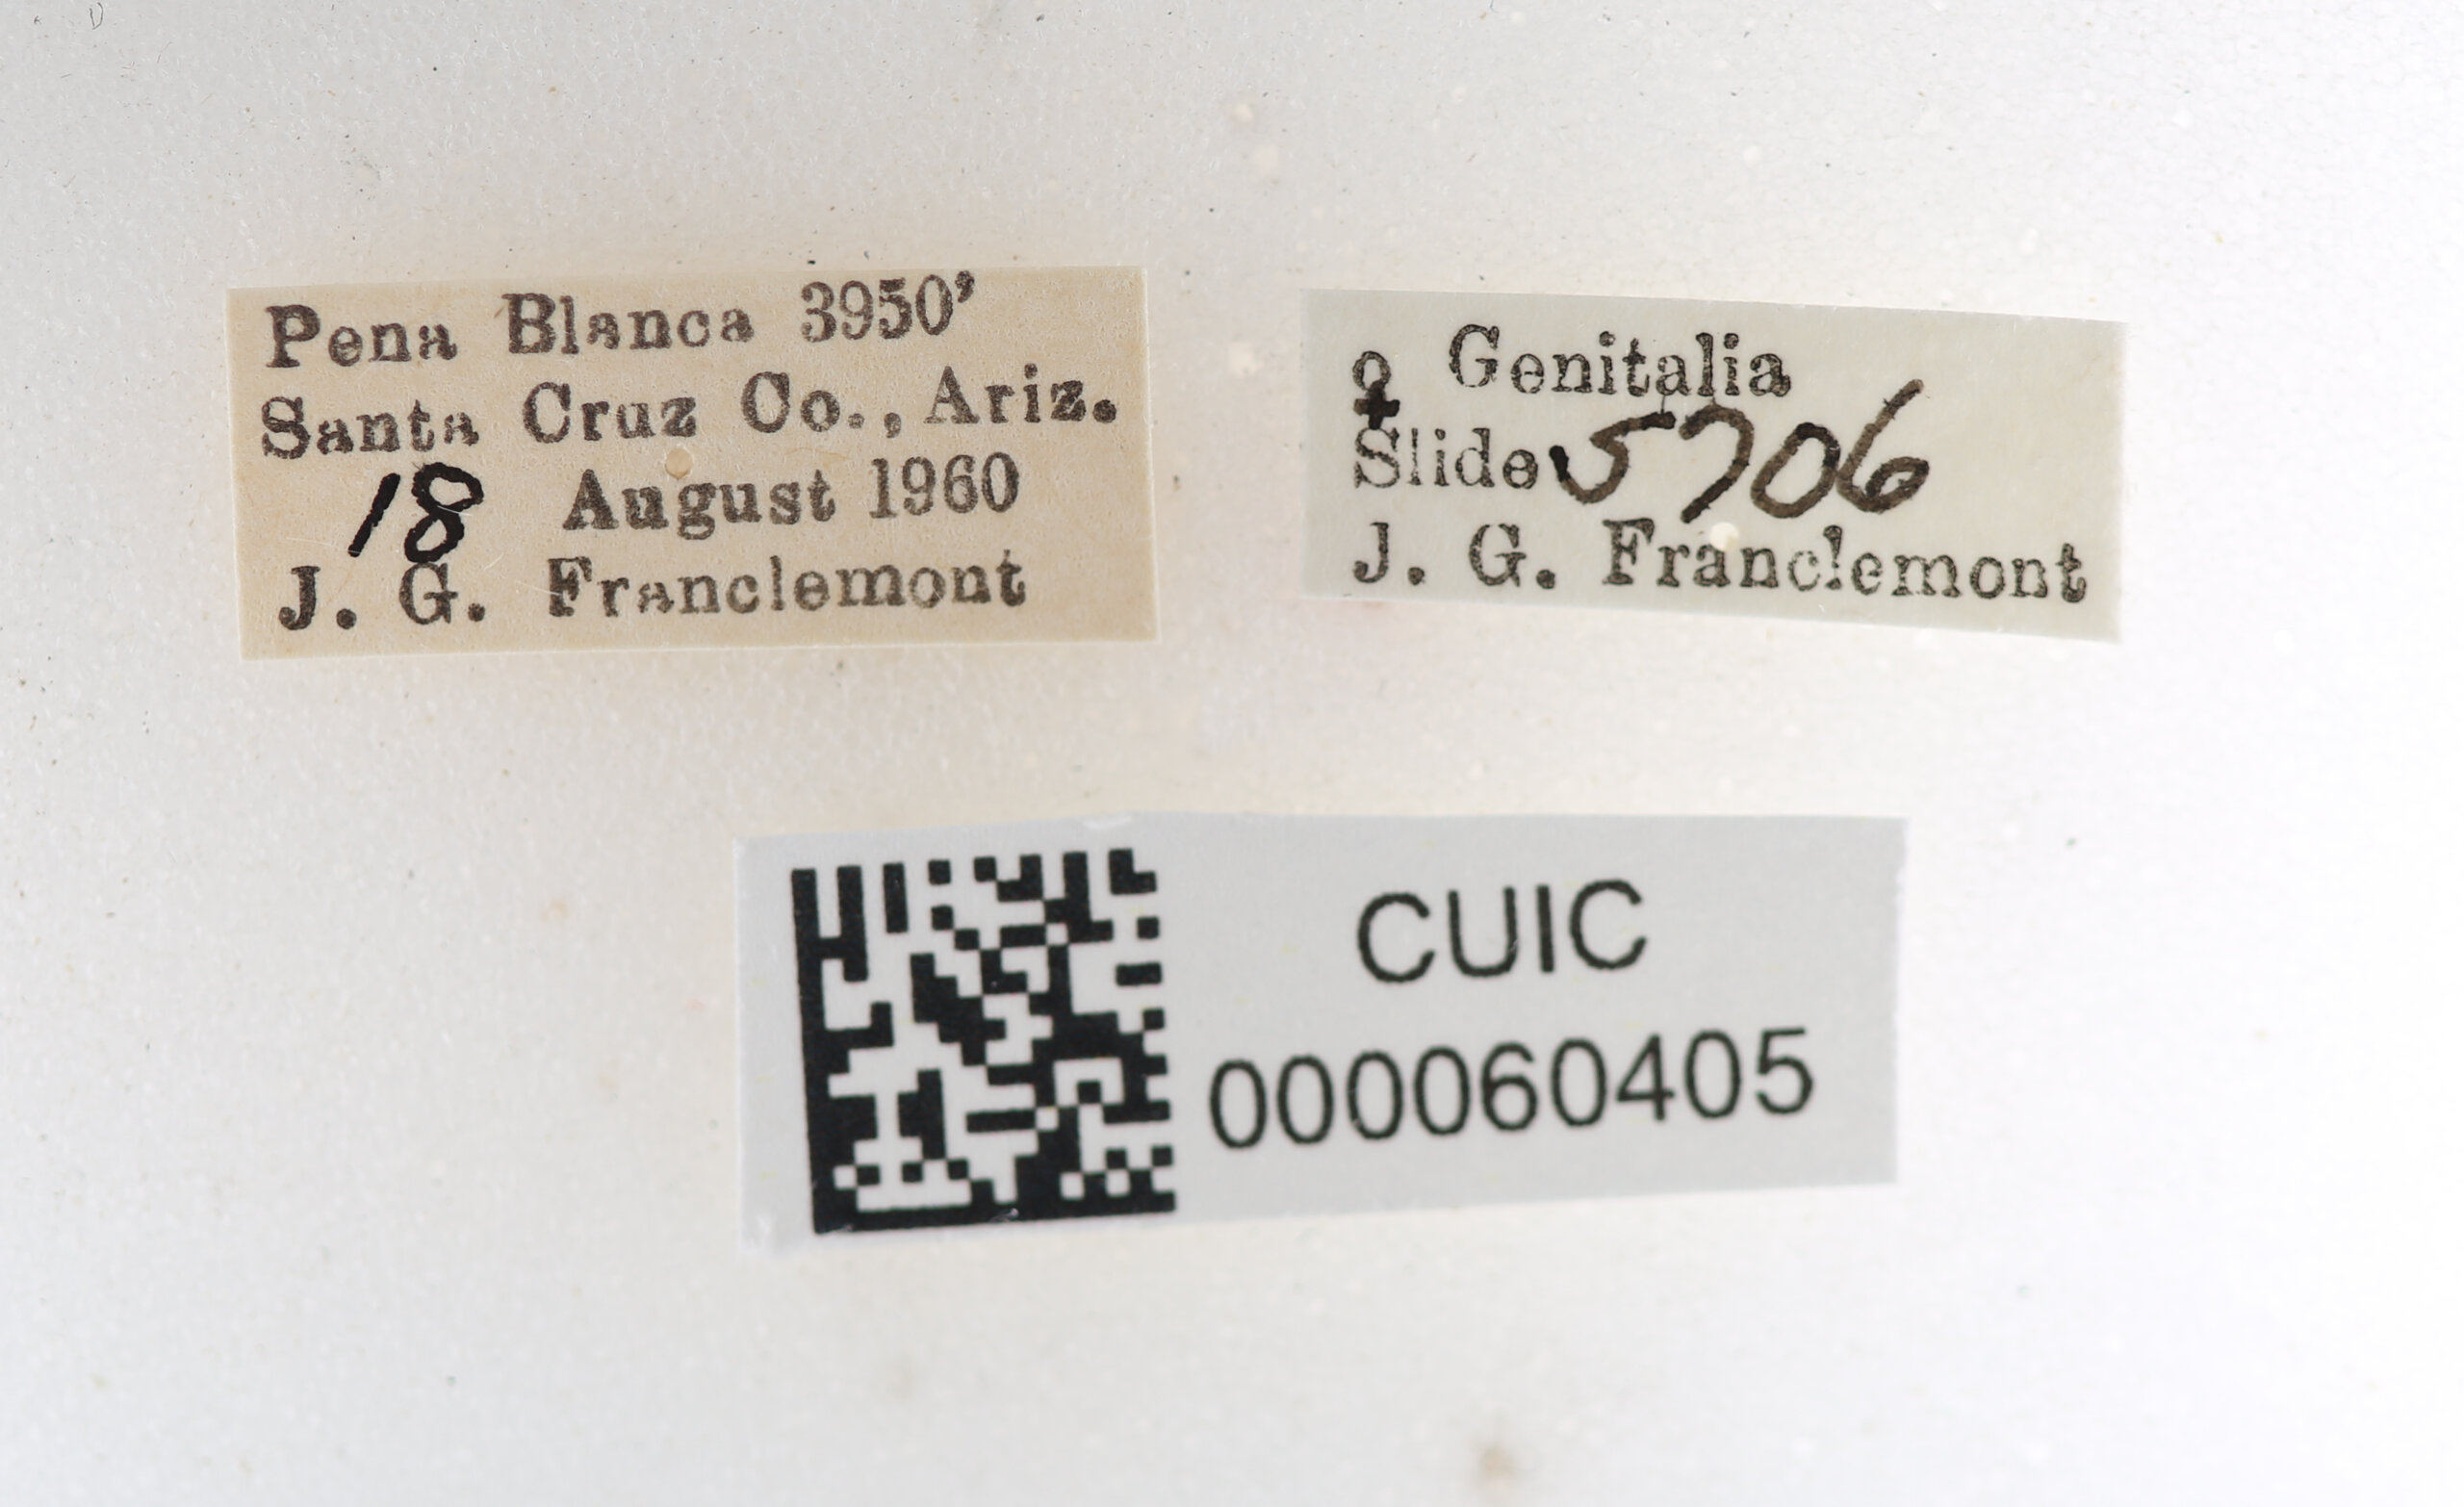 Pena Blanca 3950'
Santa Cruz Co., Ariz.
18 August 1960
J. G. Franclemont
♀ Genitalia
Slide 5706
J. G. Franclemont
CUIC
000060405